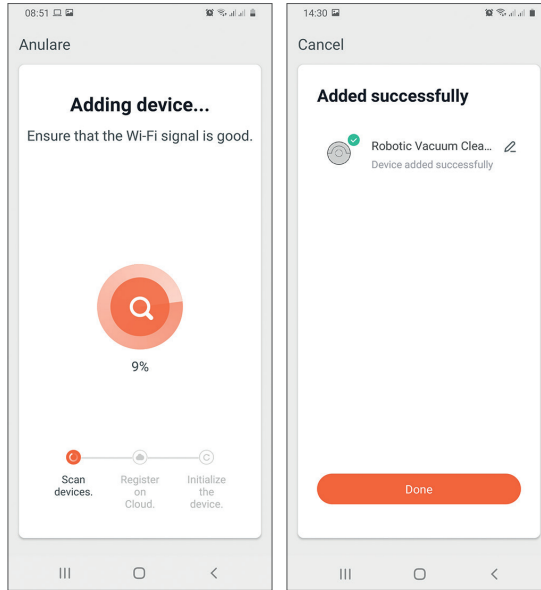 08:51
Anulare
Adding device...
Ensure that the Wi-Fi signal is good.
9%
Scan
devices.
Register
on
Cloud.
Initialize
the
device.
14:30
Cancel
Added successfully
Robotic Vacuum Clea...
Device added successfully
Done